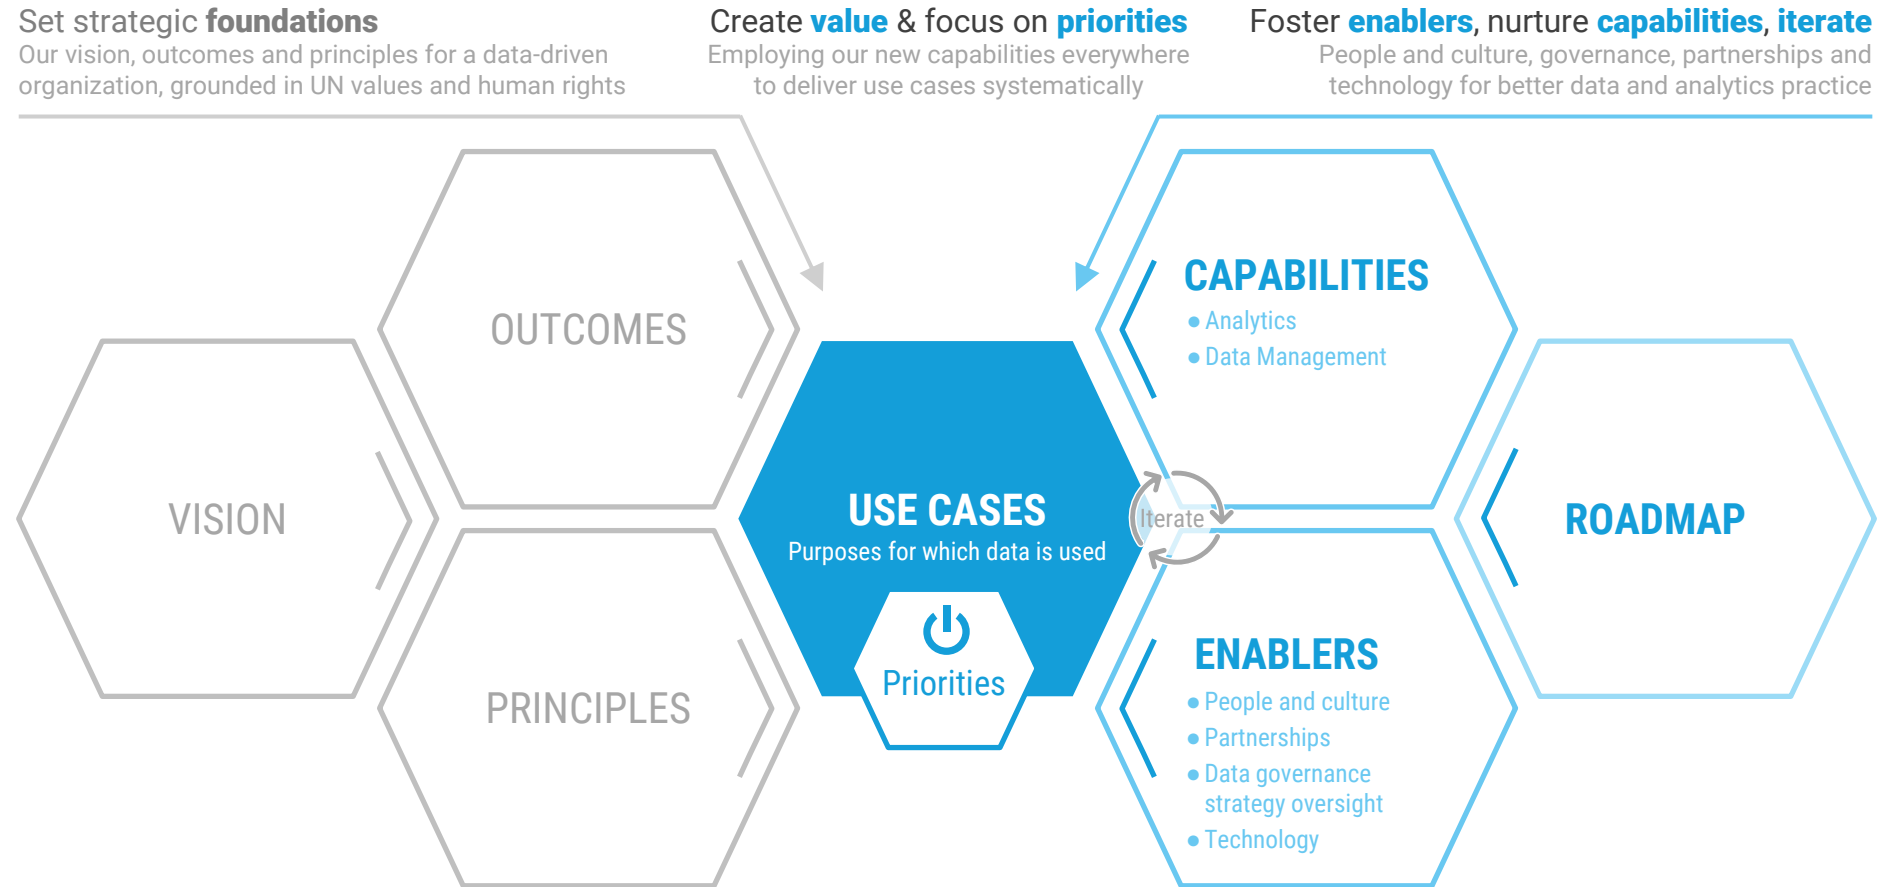 Set strategic foundations
Our vision, outcomes and principles for a data-driven
organization, grounded in UN values and human rights
Create value & focus on priorities
Employing our new capabilities everywhere
to deliver use cases systematically
Foster enablers, nurture capabilities, iterate
People and culture, governance, partnerships and
technology for better data and analytics practice
VISION
OUTCOMES
PRINCIPLES
USE CASES
Purposes for which data is used
Priorities
Iterate
CAPABILITIES
● Analytics
● Data Management
ENABLERS
● People and culture
● Partnerships
● Data governance
strategy oversight
● Technology
ROADMAP